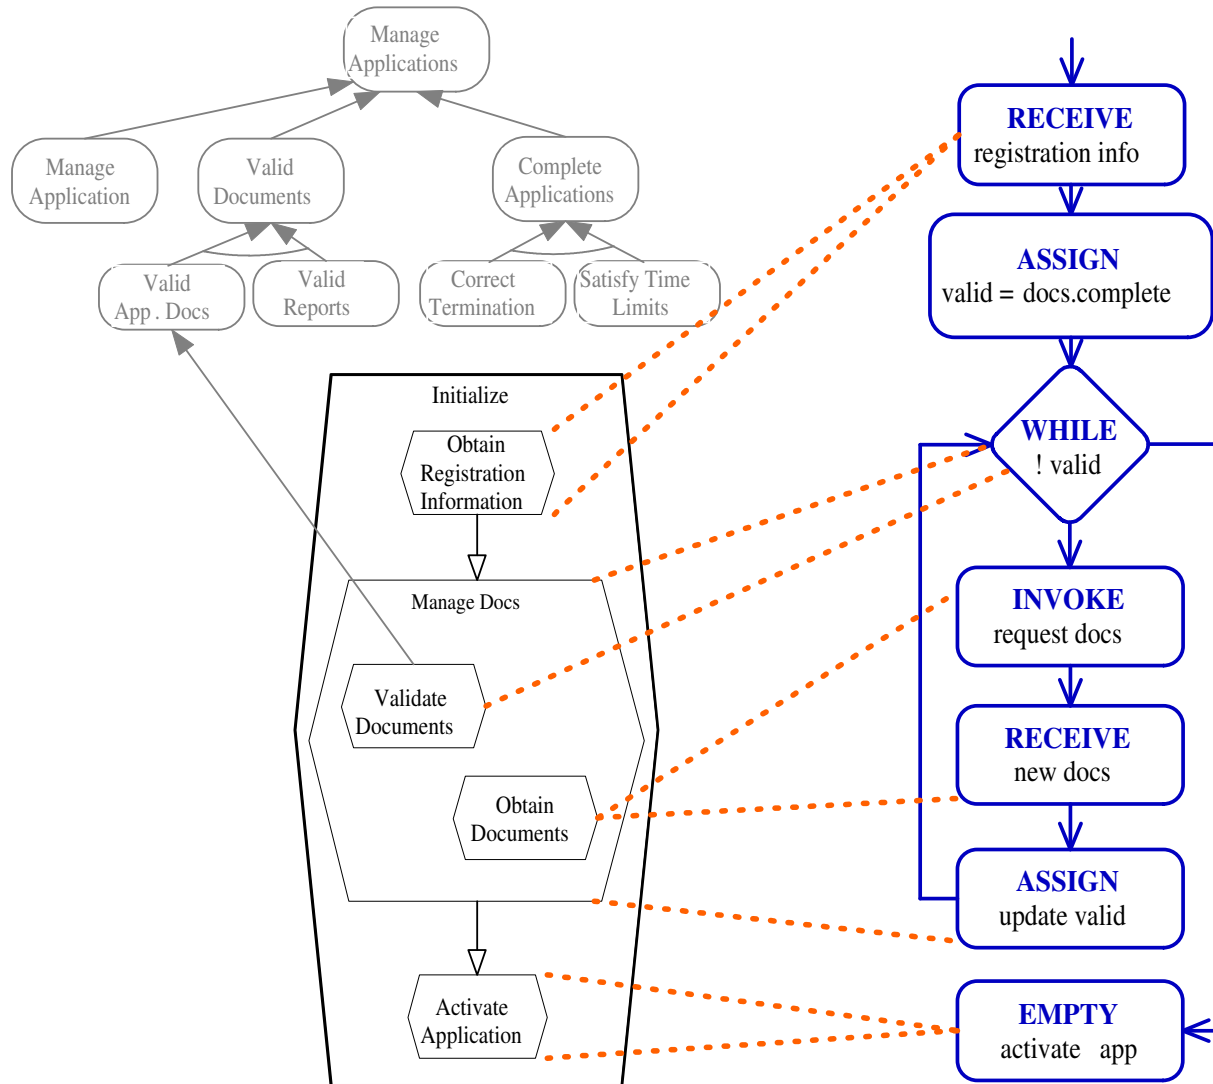 Manage
Applications
Manage
Application
Valid
Documents
Complete
Applications
Valid
App . Docs
Valid
Reports
Correct
Termination
Satisfy Time
Limits
Initialize
Obtain
Registration
Information
Manage Docs
Validate
Documents
Obtain
Documents
Activate
Application
RECEIVE
registration info
ASSIGN
valid = docs.complete
WHILE
! valid
INVOKE
request docs
RECEIVE
new docs
ASSIGN
update valid
EMPTY
activate app